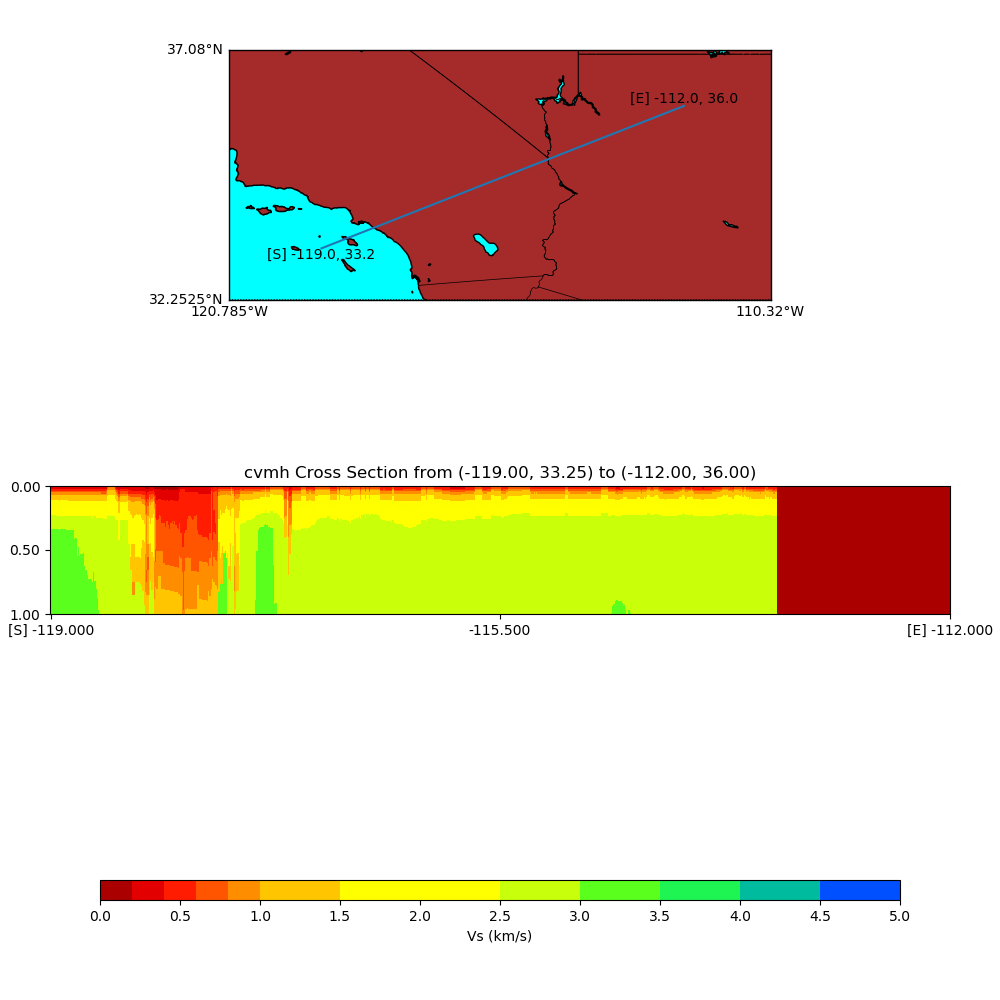 37.08°N
[E] -112.0, 36.0
[S] -119.0, 33.2
32.2525°N
120.785°W 110.32°W
cvmh Cross Section from (-119.00, 33.25) to (-112.00, 36.00)
0.00
0.50
1.00
[S] -119.000 -115.500 [E] -112.000
0.0 0.5 1.0 1.5 2.0 2.5 3.0 3.5 4.0 4.5 5.0
Vs (km/s)